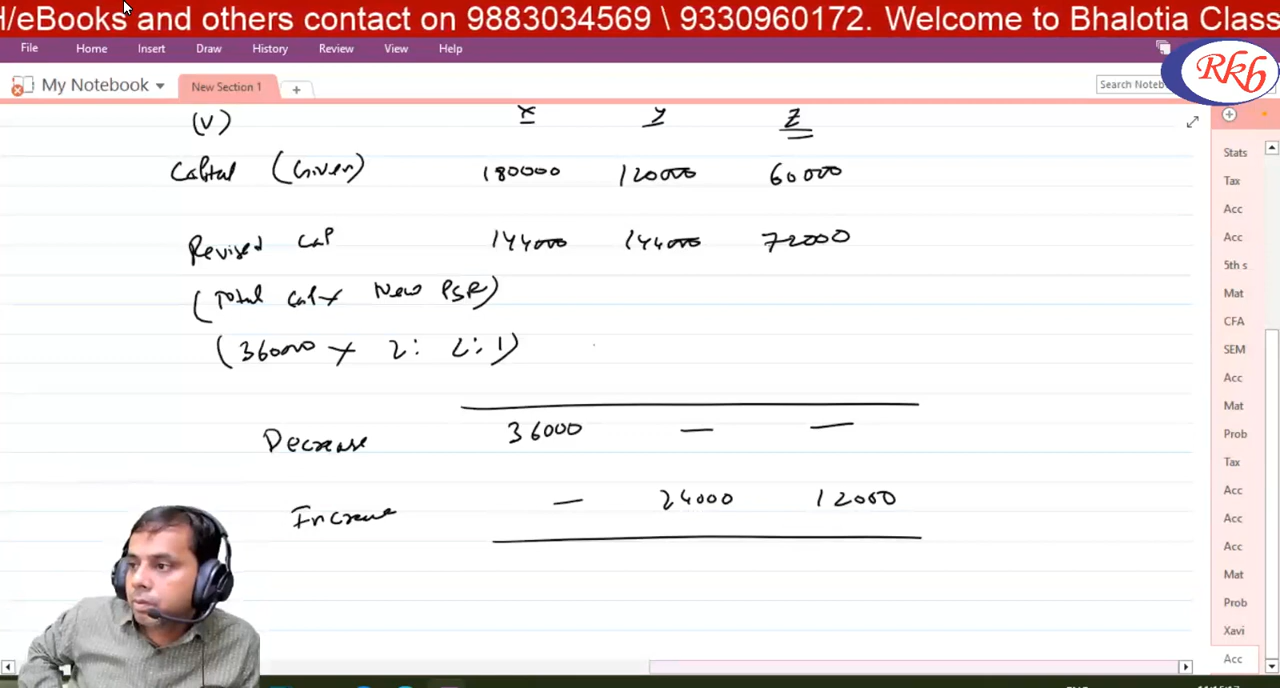 H/eBooks and others contact on 9883034569 \ 9330960172. Welcome to Bhalotia Class
File Home Insert Draw History Review View Help
Rkb
My Notebook New Section 1 + Search Noteb
(V) X Y Z
Capital (Given) 180000 120000 60000
Revised Cap 144000 144000 72000
(Total Cap x New PSR)
(360000 x 2: 2: 1)
Decrease 36000 — —
Increase — 24000 12000
Stats
Tax
Acc
Acc
5th s
Mat
CFA
SEM
Acc
Mat
Prob
Tax
Acc
Acc
Acc
Mat
Prob
Xavi
Acc